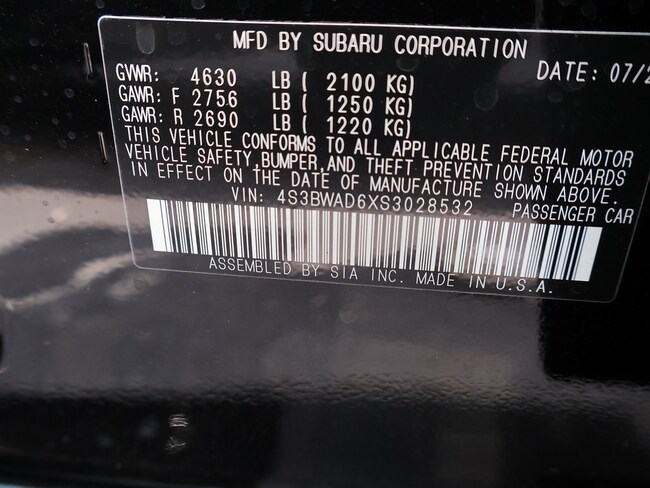 MFD BY SUBARU CORPORATION
DATE: 07/2
GVWR: 4630 LB ( 2100 KG)
GAWR: F 2756 LB ( 1250 KG)
GAWR: R 2690 LB ( 1220 KG)
THIS VEHICLE CONFORMS TO ALL APPLICABLE FEDERAL MOTOR
VEHICLE SAFETY,BUMPER,AND THEFT PREVENTION STANDARDS
IN EFFECT ON THE DATE OF MANUFACTURE SHOWN ABOVE.
VIN: 4S3BWAD6XS3028532 PASSENGER CAR
ASSEMBLED BY SIA INC. MADE IN U.S.A.